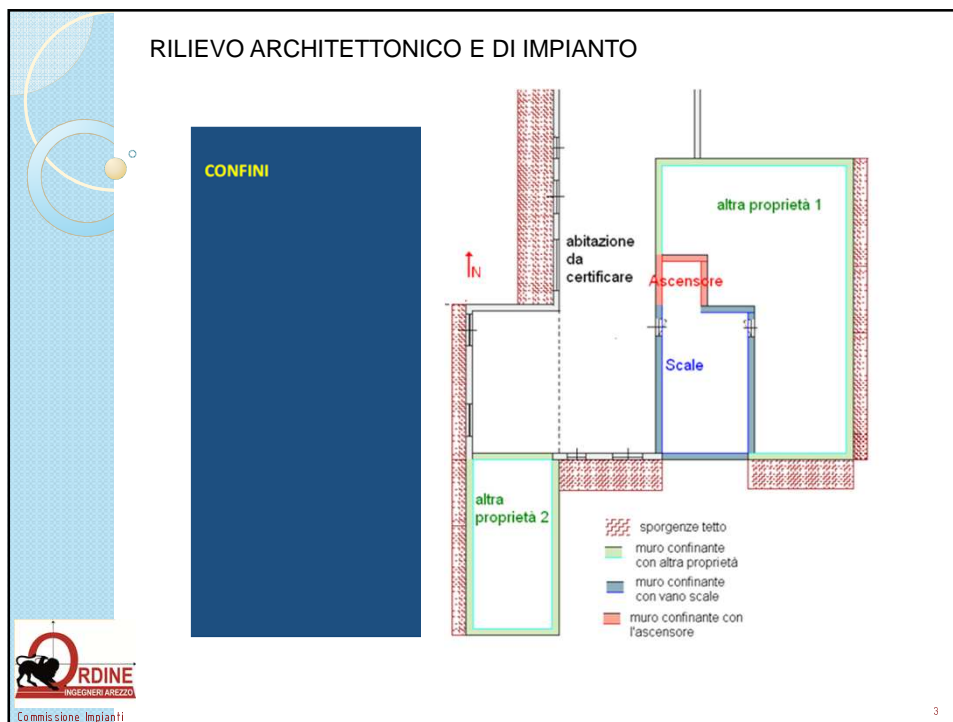 RILIEVO ARCHITETTONICO E DI IMPIANTO
CONFINI
altra proprietà 1
abitazione
da
certificare
N
Ascensore
Scale
altra
proprietà 2
sporgenze tetto
muro confinante
con altra proprietà
muro confinante
con vano scale
muro confinante con
l'ascensore
ORDINE
INGEGNERI AREZZO
Commissione Impianti
3